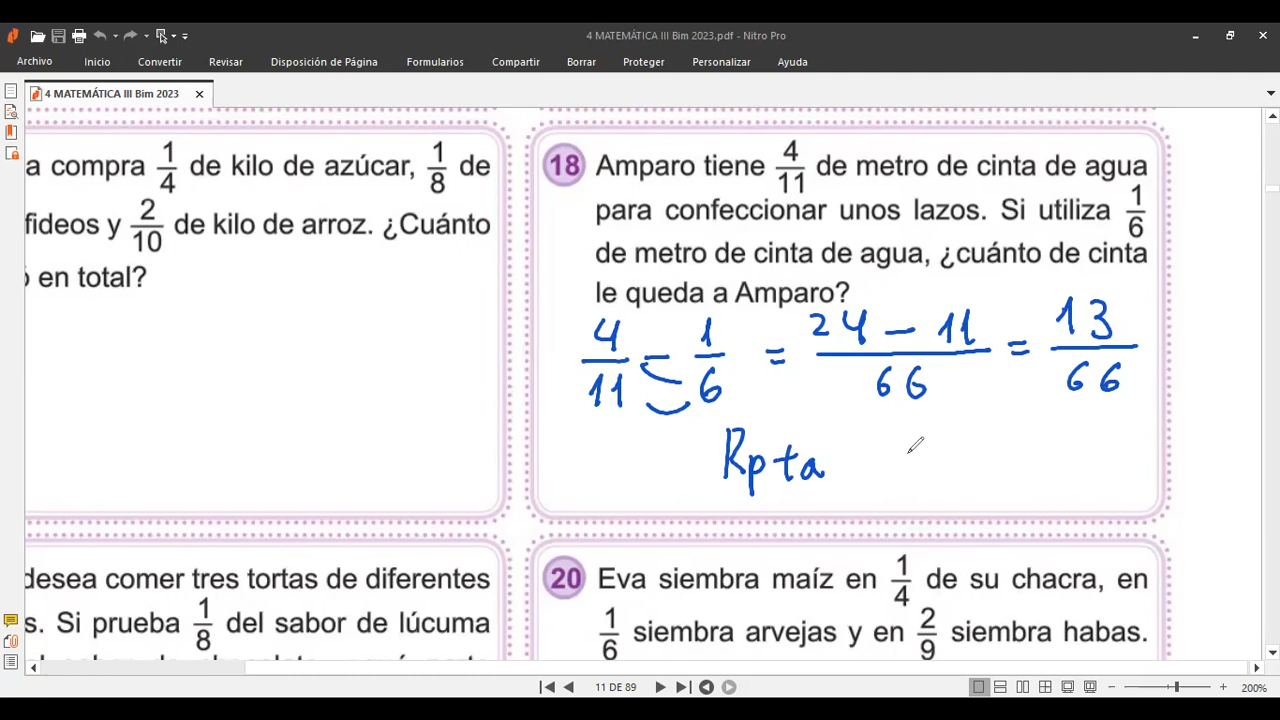 4 MATEMÁTICA III Bim 2023.pdf - Nitro Pro
Archivo Inicio Convertir Revisar Disposición de Página Formularios Compartir Borrar Proteger Personalizar Ayuda
4 MATEMÁTICA III Bim 2023
a compra 1/4 de kilo de azúcar, 1/8 de
fideos y 2/10 de kilo de arroz. ¿Cuánto
ó en total?
18 Amparo tiene 4/11 de metro de cinta de agua
para confeccionar unos lazos. Si utiliza 1/6
de metro de cinta de agua, ¿cuánto de cinta
le queda a Amparo?
4/11 - 1/6 = 24 - 11/66 = 13/66
Rpta
desea comer tres tortas de diferentes
s. Si prueba 1/8 del sabor de lúcuma
20 Eva siembra maíz en 1/4 de su chacra, en
1/6 siembra arvejas y en 2/9 siembra habas.
11 DE 89
200%